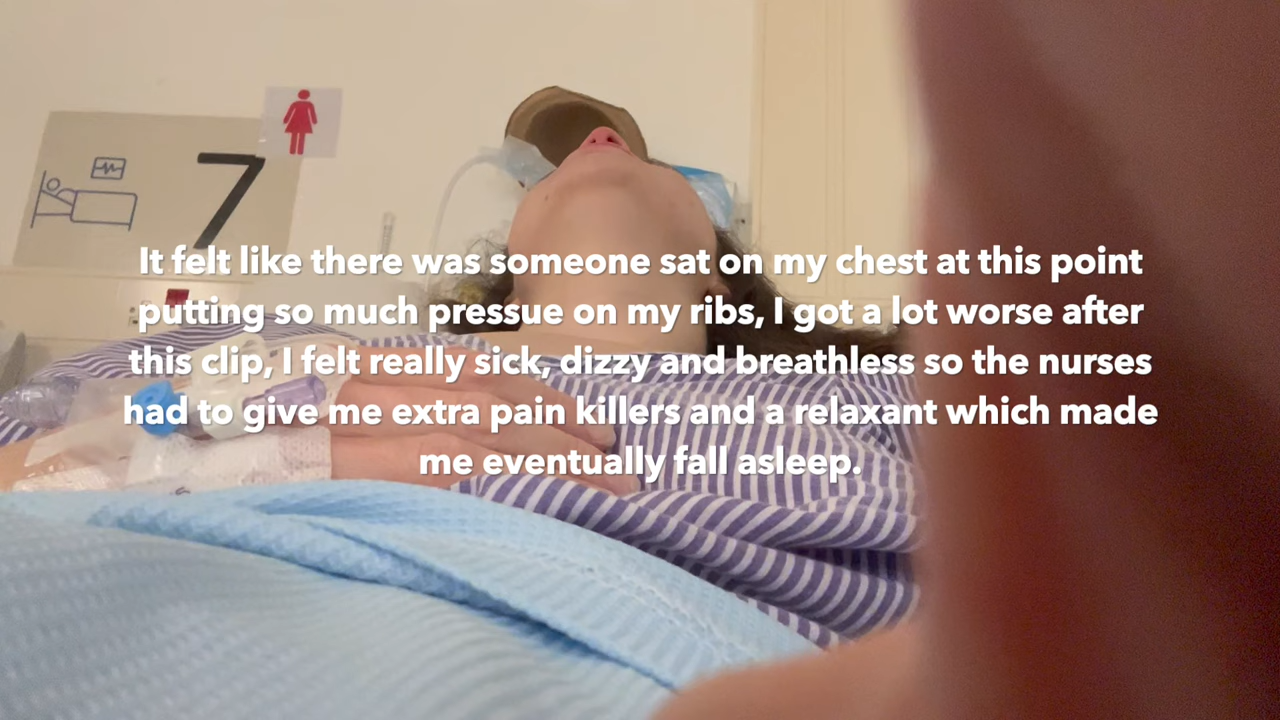 7
It felt like there was someone sat on my chest at this point
putting so much pressue on my ribs, I got a lot worse after
this clip, I felt really sick, dizzy and breathless so the nurses
had to give me extra pain killers and a relaxant which made
me eventually fall asleep.